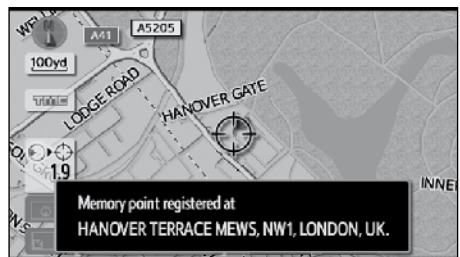 A41
A5205
100yd
TMC
LODGE ROAD
HANOVER GATE
1.9
INNE
Memory point registered at
HANOVER TERRACE MEWS, NW1, LONDON, UK.